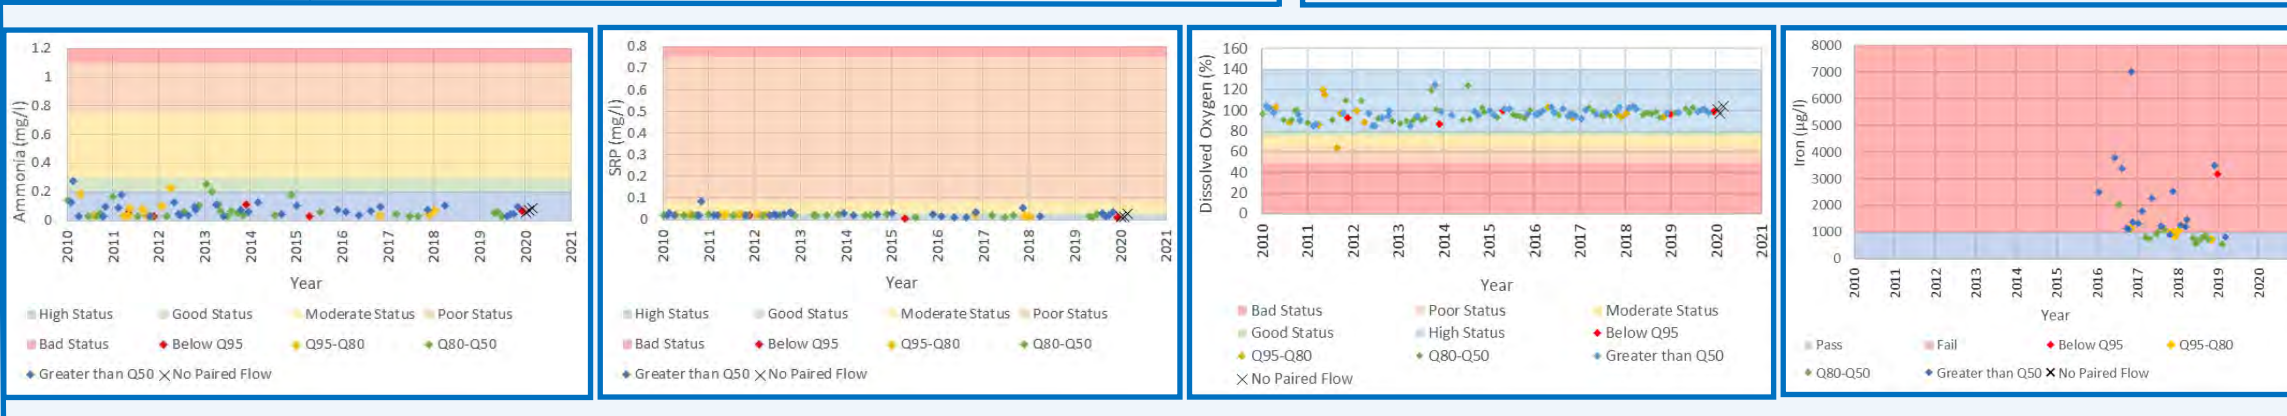 Ammonia (mg/l)
1.2
1
0.8
0.6
0.4
0.2
0
2010 2011 2012 2013 2014 2015 2016 2017 2018 2019 2020 2021
Year
High Status Good Status Moderate Status Poor Status
Bad Status Below Q95 Q95-Q80 Q80-Q50
Greater than Q50 No Paired Flow
SRP (mg/l)
0.8
0.7
0.6
0.5
0.4
0.3
0.2
0.1
0
2010 2011 2012 2013 2014 2015 2016 2017 2018 2019 2020 2021
Year
High Status Good Status Moderate Status Poor Status
Bad Status Below Q95 Q95-Q80 Q80-Q50
Greater than Q50 No Paired Flow
Dissolved Oxygen (%)
160
140
120
100
80
60
40
20
0
2010 2011 2012 2013 2014 2015 2016 2017 2018 2019 2020 2021
Year
Bad Status Poor Status Moderate Status
Good Status High Status Below Q95
Q95-Q80 Q80-Q50 Greater than Q50
No Paired Flow
Iron (µg/l)
8000
7000
6000
5000
4000
3000
2000
1000
0
2010 2011 2012 2013 2014 2015 2016 2017 2018 2019 2020
Year
Pass Fail Below Q95 Q95-Q80
Q80-Q50 Greater than Q50 No Paired Flow